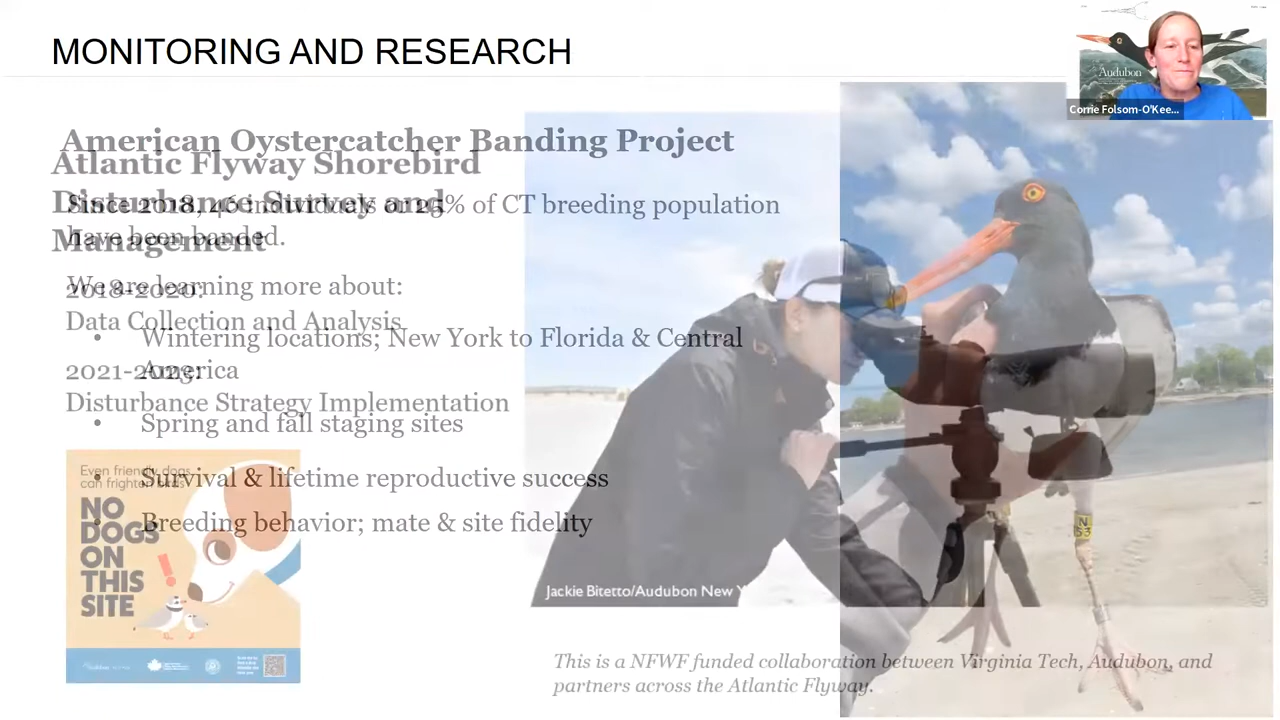 MONITORING AND RESEARCH
Audubon
Corrie Folsom-O'Kee...
American Oystercatcher Banding Project
Since 2018, 46 individuals or 25% of CT breeding population
have been banded.
We are learning more about:
• Wintering locations; New York to Florida & Central
America
• Spring and fall staging sites
• Survival & lifetime reproductive success
• Breeding behavior; mate & site fidelity
Atlantic Flyway Shorebird
Disturbance Survey and
Management
2018-2020:
Data Collection and Analysis
2021-2023:
Disturbance Strategy Implementation
Even friendly dogs
can frighten birds
NO
DOGS
ON
THIS
SITE
Jackie Bitetto/Audubon New Y
N
53
This is a NFWF funded collaboration between Virginia Tech, Audubon, and
partners across the Atlantic Flyway.